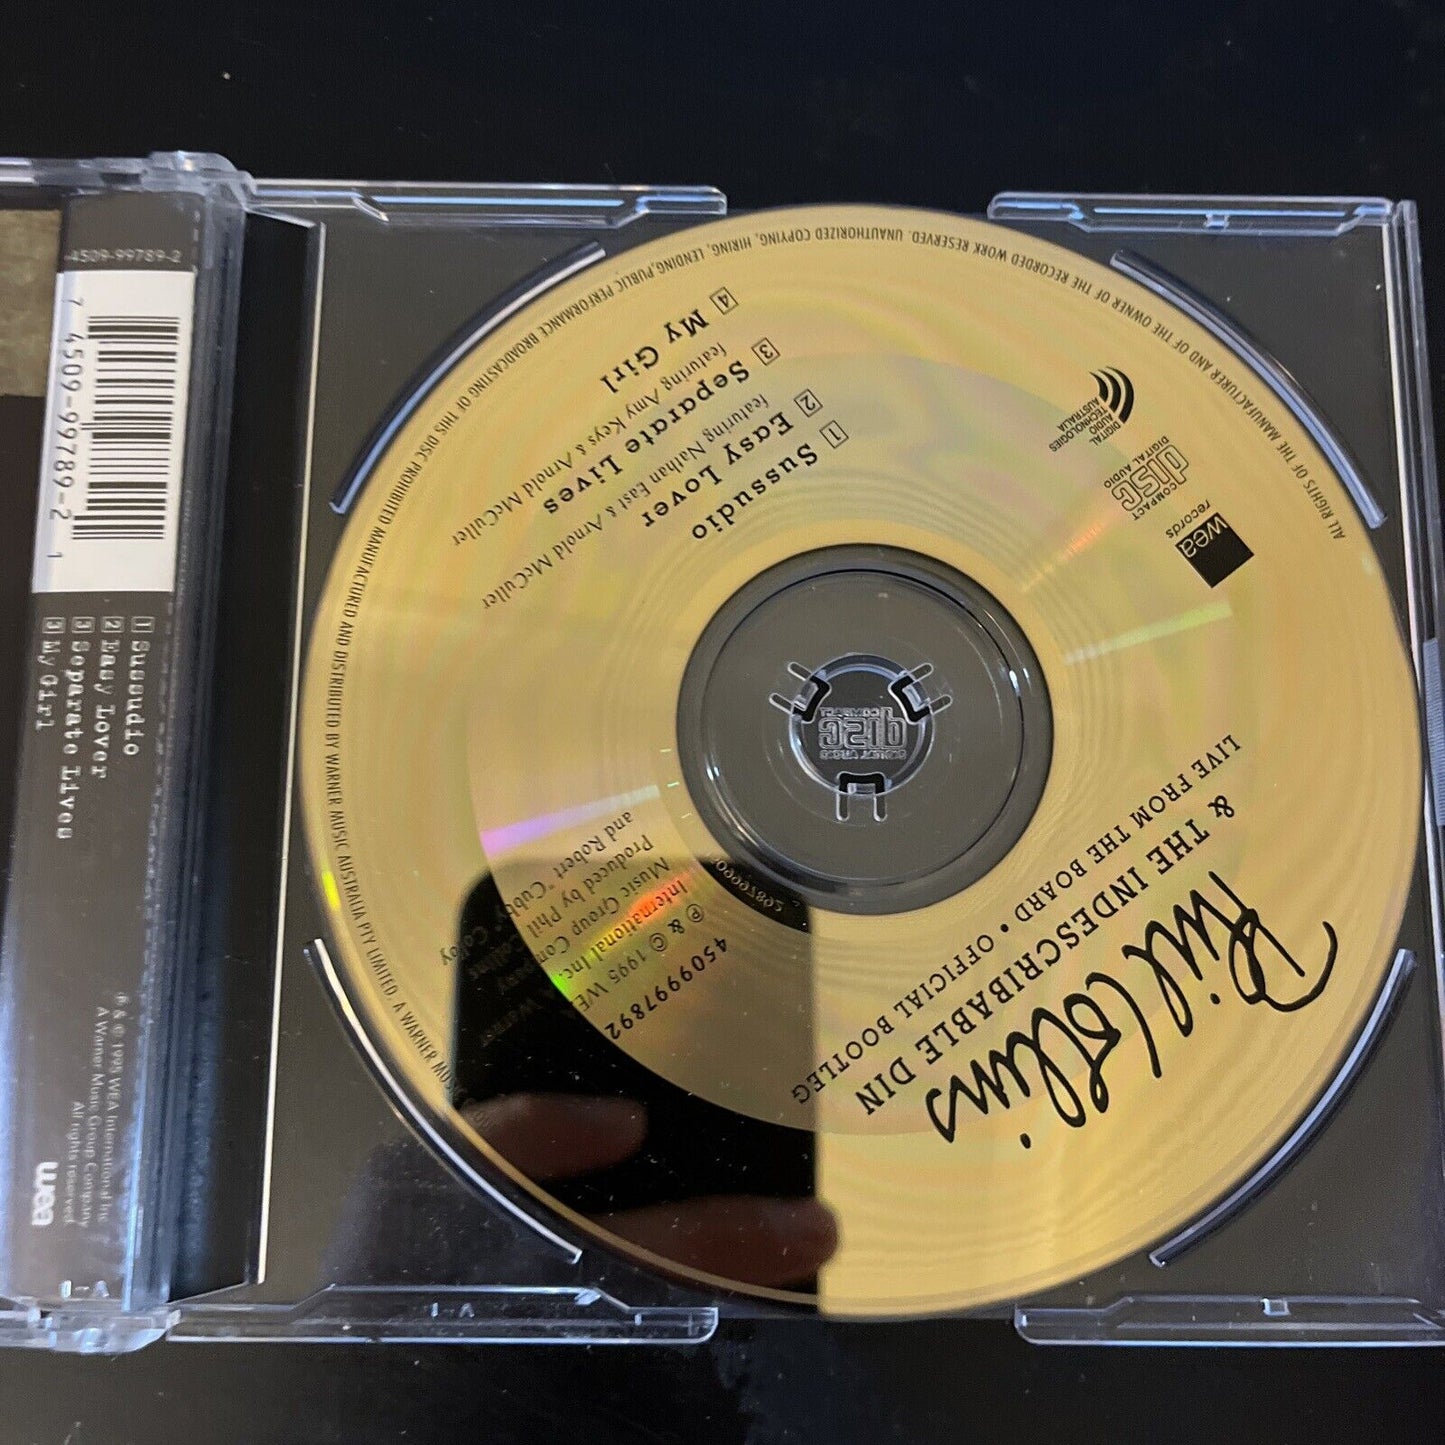 4509-99789-2
7 4509-99789-2 1
1 Sussudio
2 Easy Lover
3 Separate Lives
3 My Girl
℗ & © 1995 WEA International Inc.
A Warner Music Group Company
All rights reserved.
wea
Phil Collins
& THE INDESCRIBABLE DIN
LIVE FROM THE BOARD • OFFICIAL BOOTLEG
wea
records
COMPACT
disc
DIGITAL AUDIO
DIGITAL
AUDIO
TECHNOLOGIES
AUSTRALIA
1 Sussudio
2 Easy Lover
featuring Nathan East & Arnold McCuller
3 Separate Lives
featuring Amy Keys & Arnold McCuller
4 My Girl
4509997892
℗ & © 1995 WEA
International Inc.
Music Group Company
Produced by Phil Collins
and Robert "Cubby" Colby
ALL RIGHTS OF THE MANUFACTURER AND OF THE OWNER OF THE RECORDED WORK RESERVED. UNAUTHORIZED COPYING, HIRING, LENDING, PUBLIC PERFORMANCE BROADCASTING OF THIS DISC PROHIBITED MANUFACTURED AND DISTRIBUTED BY WARNER MUSIC AUSTRALIA PTY LIMITED. A WARNER MUSIC
COMPACT
disc